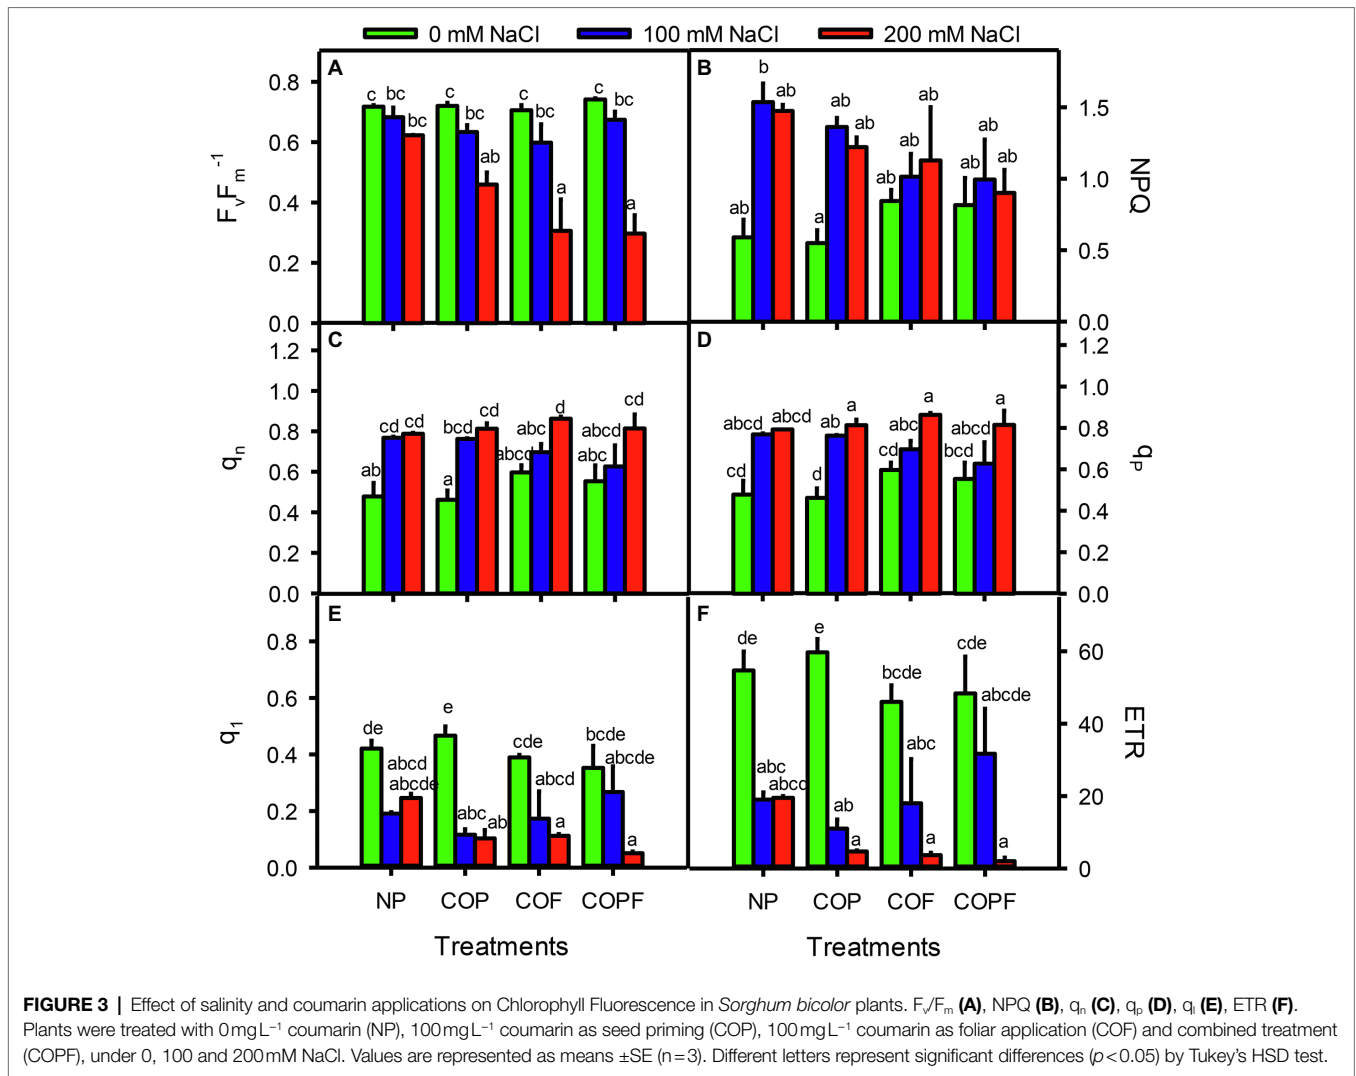 0 mM NaCl 100 mM NaCl 200 mM NaCl
A
0.8
0.6
0.4
0.2
0.0
FvFm-1
c bc bc
c bc ab
c bc a
c bc a
B
1.5
1.0
0.5
0.0
NPQ
ab b ab
a ab ab
ab ab ab
ab ab ab
C
1.2
1.0
0.8
0.6
0.4
0.2
0.0
qn
ab cd cd
a bcd cd
abcd abc d
abc abcd cd
D
1.2
1.0
0.8
0.6
0.4
0.2
0.0
qP
cd abcd abcd
d ab a
cd abc a
bcd abcd a
E
0.8
0.6
0.4
0.2
0.0
q1
de abcd abcde
e abc ab
cde abcd a
bcde abcde a
NP COP COF COPF
Treatments
F
60
40
20
0
ETR
de abc abcd
e ab a
bcde abc a
cde abcde a
NP COP COF COPF
Treatments
FIGURE 3 | Effect of salinity and coumarin applications on Chlorophyll Fluorescence in Sorghum bicolor plants. Fv/Fm (A), NPQ (B), qn (C), qp (D), ql (E), ETR (F).
Plants were treated with 0 mg L−1 coumarin (NP), 100 mg L−1 coumarin as seed priming (COP), 100 mg L−1 coumarin as foliar application (COF) and combined treatment
(COPF), under 0, 100 and 200 mM NaCl. Values are represented as means ±SE (n = 3). Different letters represent significant differences (p < 0.05) by Tukey's HSD test.